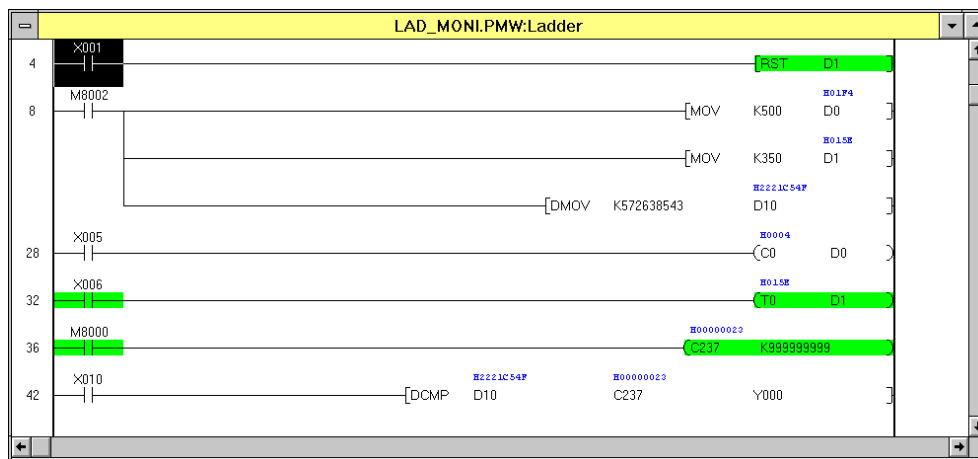 LAD_MONI.PMW:Ladder
X001
4 RST D1
M8002 H01F4
8 MOV K500 D0
H015E
MOV K350 D1
H2221C54F
DMOV K572638543 D10
X005 H0004
28 C0 D0
X006 H015E
32 T0 D1
M8000 H00000023
36 C237 K999999999
X010 H2221C54F H00000023
42 DCMP D10 C237 Y000